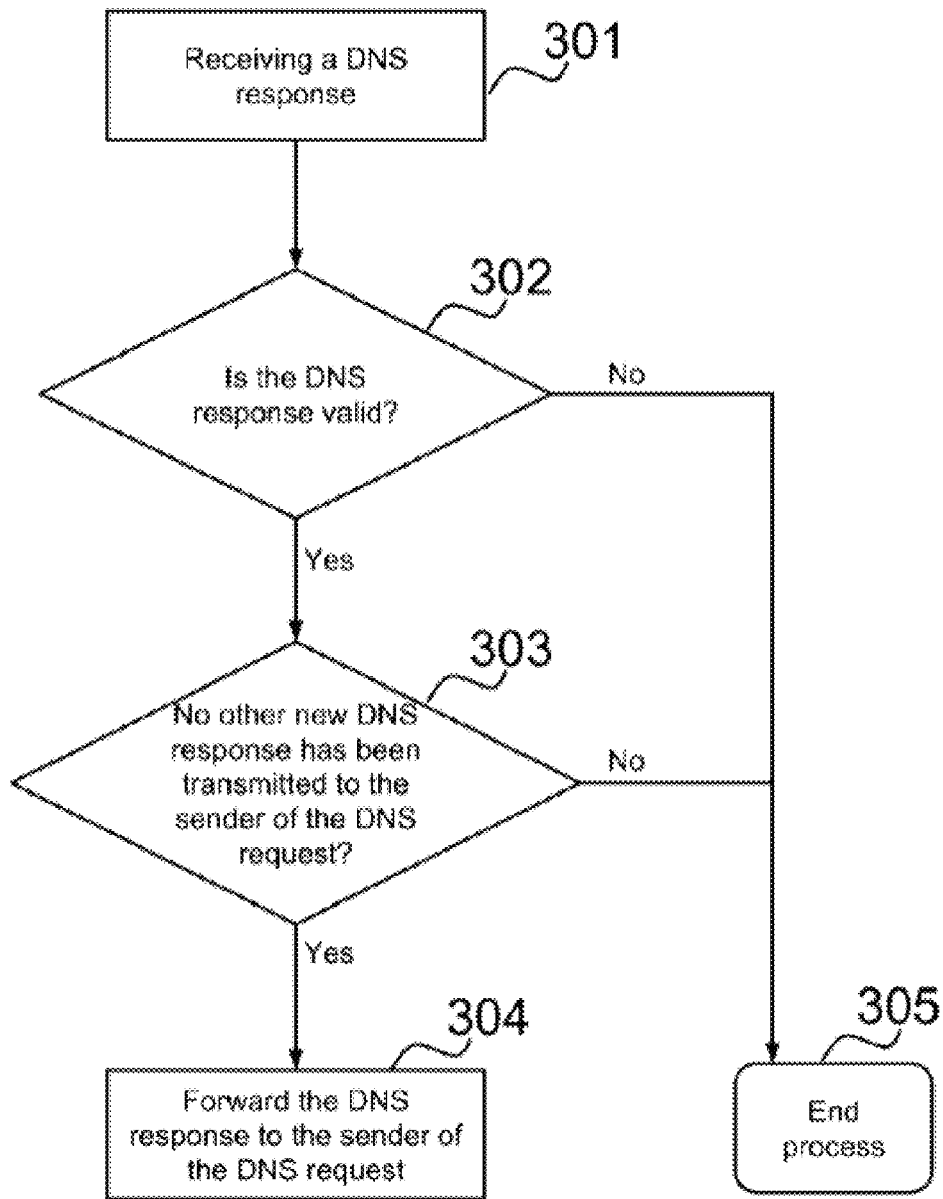 Receiving a DNS
response
301
302
Is the DNS
response valid?
No
Yes
303
No other new DNS
response has been
transmitted to the
sender of the DNS
request?
No
Yes
304
Forward the DNS
response to the sender of
the DNS request
305
End
process